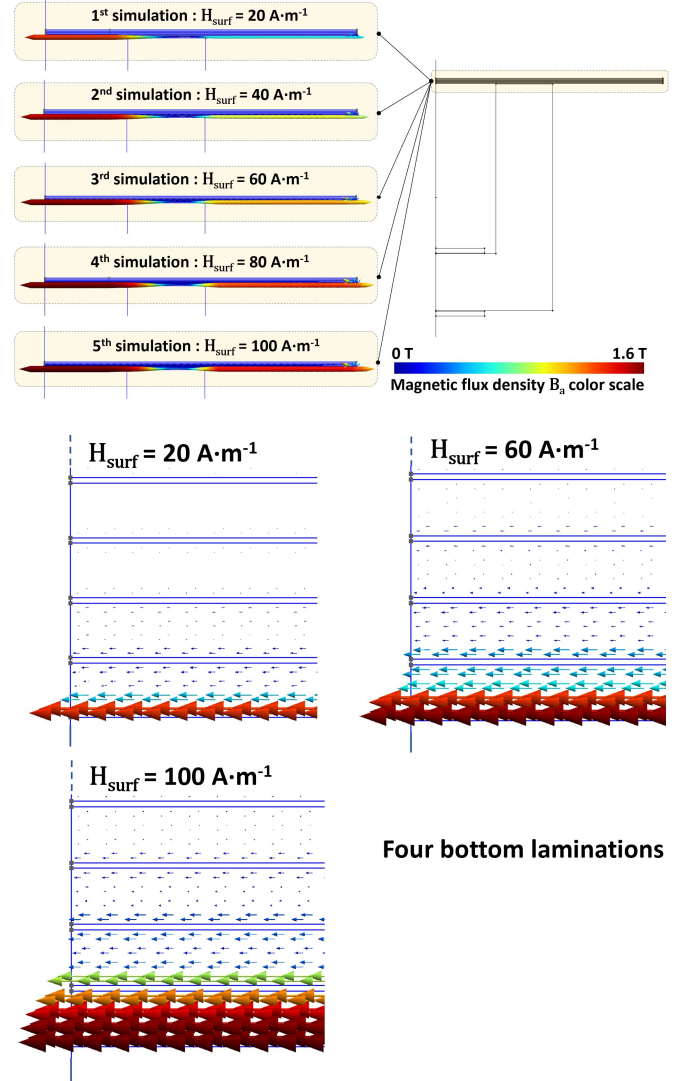 1st simulation : Hsurf = 20 A·m-1
2nd simulation : Hsurf = 40 A·m-1
3rd simulation : Hsurf = 60 A·m-1
4th simulation : Hsurf = 80 A·m-1
5th simulation : Hsurf = 100 A·m-1
0 T 1.6 T
Magnetic flux density Ba color scale
Hsurf = 20 A·m-1
Hsurf = 60 A·m-1
Hsurf = 100 A·m-1
Four bottom laminations